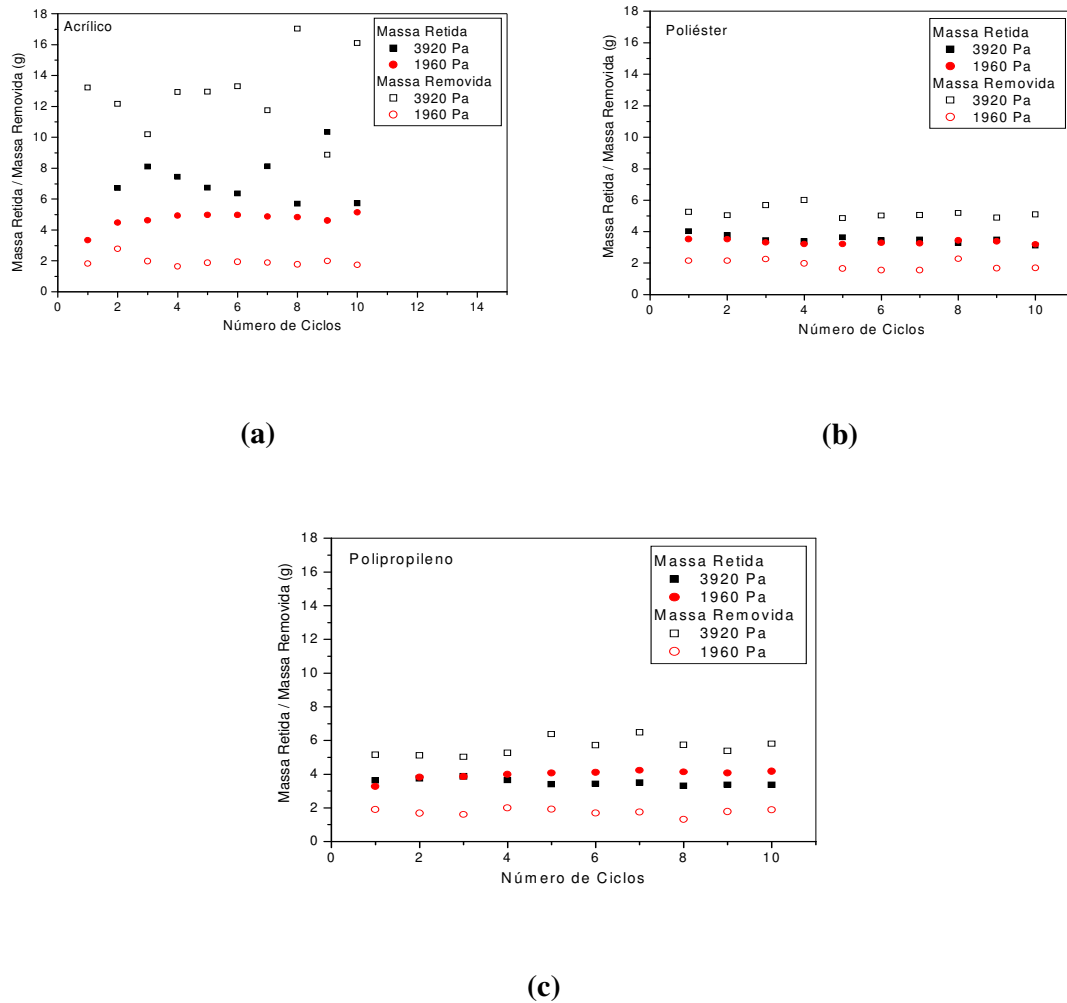 Acrílico
Massa Retida
3920 Pa
1960 Pa
Massa Removida
3920 Pa
1960 Pa
Massa Retida / Massa Removida (g)
18
16
14
12
10
8
6
4
2
0
0 2 4 6 8 10 12 14
Número de Ciclos
(a)
Poliéster
Massa Retida
3920 Pa
1960 Pa
Massa Removida
3920 Pa
1960 Pa
Massa Retida / Massa Removida (g)
18
16
14
12
10
8
6
4
2
0
0 2 4 6 8 10
Número de Ciclos
(b)
Polipropileno
Massa Retida
3920 Pa
1960 Pa
Massa Removida
3920 Pa
1960 Pa
Massa Retida / Massa Removida (g)
18
16
14
12
10
8
6
4
2
0
0 2 4 6 8 10
Número de Ciclos
(c)